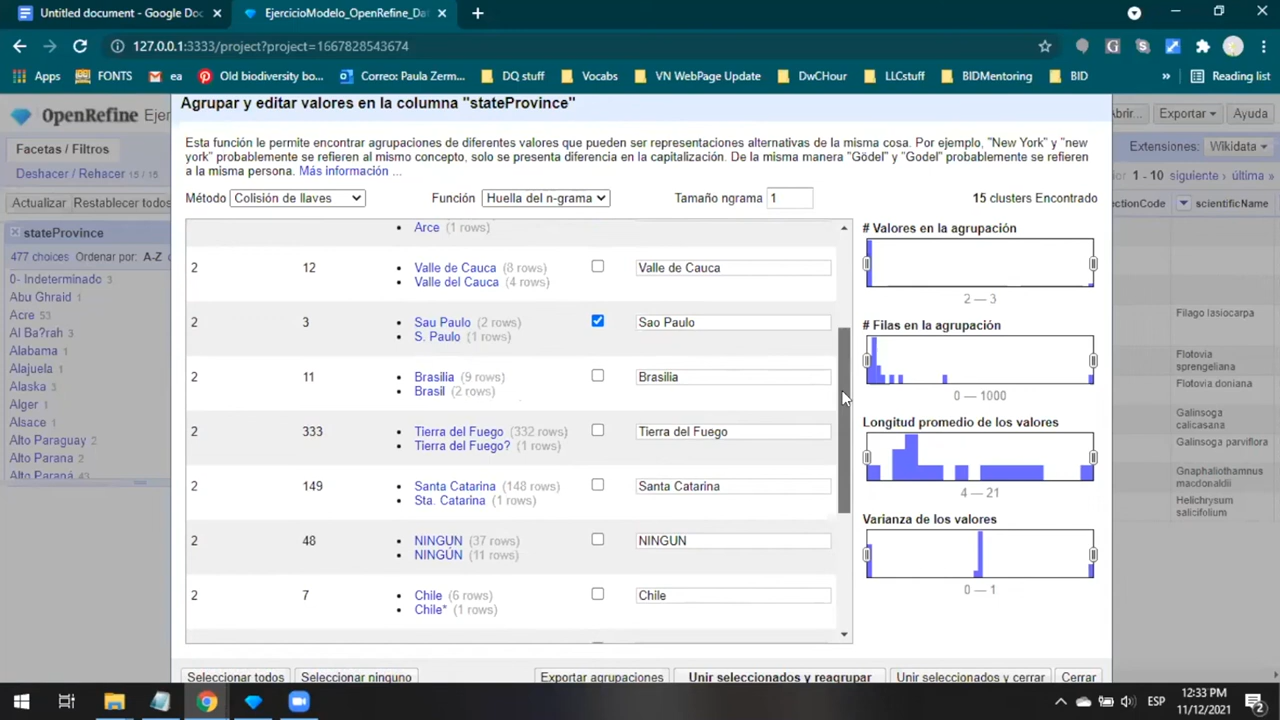 Untitled document - Google Doc
EjercicioModelo_OpenRefine_Dat
127.0.0.1:3333/project?project=1667828543674
Apps
FONTS
ea
Old biodiversity bo...
Correo: Paula Zerm...
DQ stuff
Vocabs
VN WebPage Update
DwCHour
LLCstuff
BIDMentoring
BID
»
Reading list
OpenRefine Ejer
Abrir...
Exportar
Ayuda
Agrupar y editar valores en la columna "stateProvince"
Facetas / Filtros
Deshacer / Rehacer 15 / 15
Extensiones:
Wikidata
Esta función le permite encontrar agrupaciones de diferentes valores que pueden ser representaciones alternativas de la misma cosa. Por ejemplo, "New York" y "new
york" probablemente se refieren al mismo concepto, solo se presenta diferencia en la capitalización. De la misma manera "Gödel" y "Godel" probablemente se refieren
a la misma persona. Más información ...
1 - 10 siguiente › última »
Método
Colisión de llaves
Función
Huella del n-grama
Tamaño ngrama
1
15 clusters Encontrado
Actualizar
Restablecer todos
ectionCode
scientificName
stateProvince
477 choices Ordenar por: A-Z
0- Indeterminado 3
Abu Ghraid 1
Acre 53
Al Ba?rah 3
Alabama 1
Alajuela 1
Alaska 3
Alger 1
Alsace 1
Alto Paraguay 2
Alto Parana 2
Alto Paraná 43
Arce (1 rows)
2 12 Valle de Cauca (8 rows) Valle de Cauca
Valle del Cauca (4 rows)
2 3 Sau Paulo (2 rows) Sao Paulo
S. Paulo (1 rows)
2 11 Brasilia (9 rows) Brasilia
Brasil (2 rows)
2 333 Tierra del Fuego (332 rows) Tierra del Fuego
Tierra del Fuego? (1 rows)
2 149 Santa Catarina (148 rows) Santa Catarina
Sta. Catarina (1 rows)
2 48 NINGUN (37 rows) NINGUN
NINGÚN (11 rows)
2 7 Chile (6 rows) Chile
Chile* (1 rows)
# Valores en la agrupación
2 — 3
# Filas en la agrupación
0 — 1000
Longitud promedio de los valores
4 — 21
Varianza de los valores
0 — 1
Filago lasiocarpa
Flotovia
sprengeliana
Flotovia doniana
Galinsoga
calicasana
Galinsoga parviflora
Gnaphaliothamnus
macdonaldii
Helichrysum
salicifolium
Seleccionar todos
Seleccionar ninguno
Exportar agrupaciones
Unir seleccionados y reagrupar
Unir seleccionados y cerrar
Cerrar
ESP
12:33 PM
11/12/2021
2